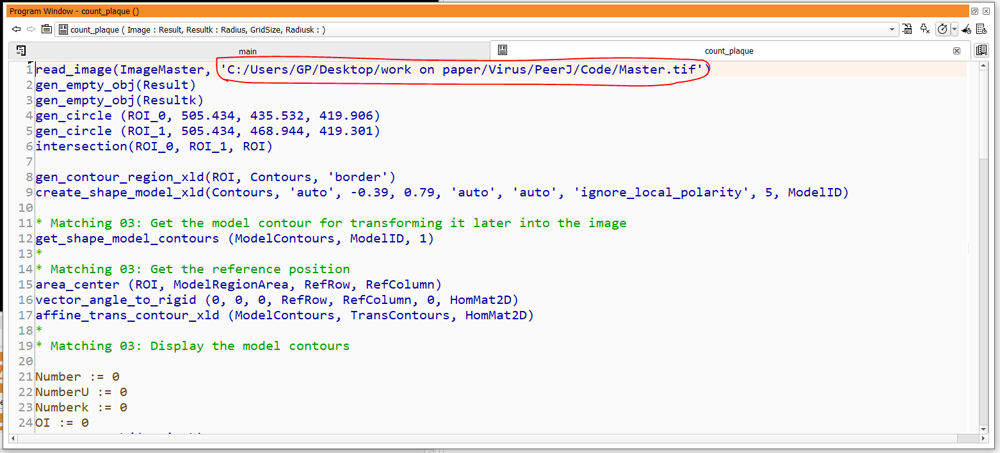 Program Window - count_plaque ()
count_plaque ( Image : Result, Resultk : Radius, GridSize, Radiusk : )
main
count_plaque
1 read_image(ImageMaster, 'C:/Users/GP/Desktop/work on paper/Virus/PeerJ/Code/Master.tif')
2 gen_empty_obj(Result)
3 gen_empty_obj(Resultk)
4 gen_circle (ROI_0, 505.434, 435.532, 419.906)
5 gen_circle (ROI_1, 505.434, 468.944, 419.301)
6 intersection(ROI_0, ROI_1, ROI)
7
8 gen_contour_region_xld(ROI, Contours, 'border')
9 create_shape_model_xld(Contours, 'auto', -0.39, 0.79, 'auto', 'auto', 'ignore_local_polarity', 5, ModelID)
10
11 * Matching 03: Get the model contour for transforming it later into the image
12 get_shape_model_contours (ModelContours, ModelID, 1)
13 *
14 * Matching 03: Get the reference position
15 area_center (ROI, ModelRegionArea, RefRow, RefColumn)
16 vector_angle_to_rigid (0, 0, 0, RefRow, RefColumn, 0, HomMat2D)
17 affine_trans_contour_xld (ModelContours, TransContours, HomMat2D)
18 *
19 * Matching 03: Display the model contours
20
21 Number := 0
22 NumberU := 0
23 Numberk := 0
24 OI := 0